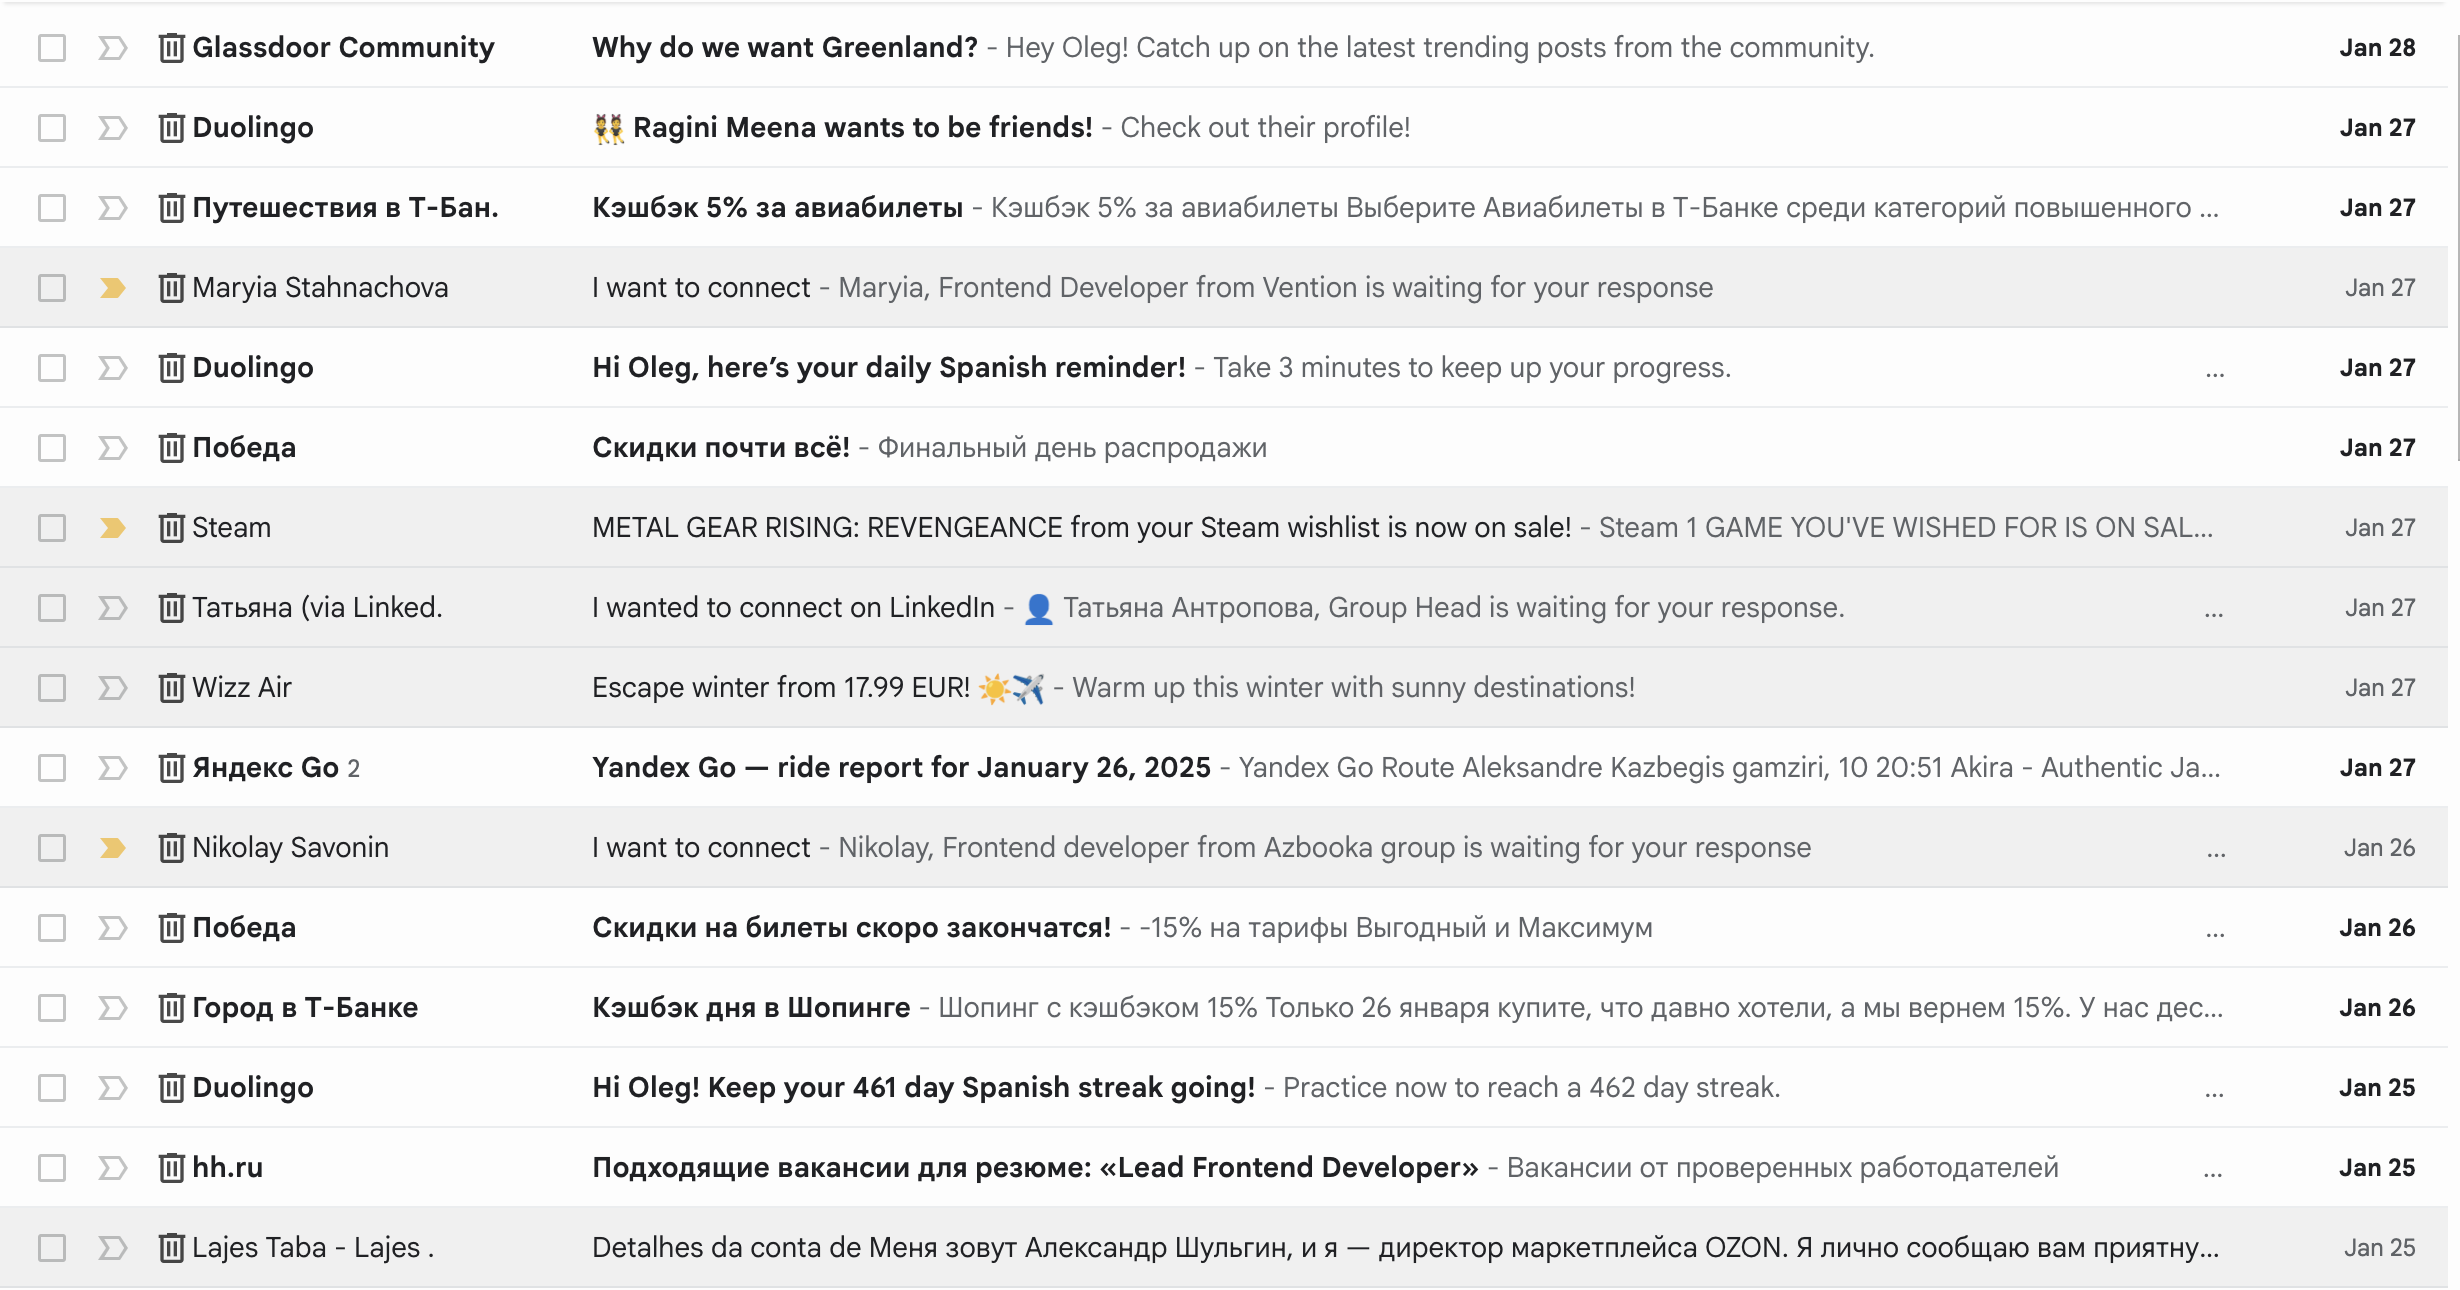 Glassdoor Community Why do we want Greenland? - Hey Oleg! Catch up on the latest trending posts from the community. Jan 28
Duolingo 👯 Ragini Meena wants to be friends! - Check out their profile! Jan 27
Путешествия в Т-Бан. Кэшбэк 5% за авиабилеты - Кэшбэк 5% за авиабилеты Выберите Авиабилеты в Т-Банке среди категорий повышенного ... Jan 27
Maryia Stahnachova I want to connect - Maryia, Frontend Developer from Vention is waiting for your response Jan 27
Duolingo Hi Oleg, here’s your daily Spanish reminder! - Take 3 minutes to keep up your progress. ... Jan 27
Победа Скидки почти всё! - Финальный день распродажи Jan 27
Steam METAL GEAR RISING: REVENGEANCE from your Steam wishlist is now on sale! - Steam 1 GAME YOU'VE WISHED FOR IS ON SAL... Jan 27
Татьяна (via Linked. I wanted to connect on LinkedIn - 👤 Татьяна Антропова, Group Head is waiting for your response. ... Jan 27
Wizz Air Escape winter from 17.99 EUR! ☀️✈️ - Warm up this winter with sunny destinations! Jan 27
Яндекс Go 2 Yandex Go — ride report for January 26, 2025 - Yandex Go Route Aleksandre Kazbegis gamziri, 10 20:51 Akira - Authentic Ja... Jan 27
Nikolay Savonin I want to connect - Nikolay, Frontend developer from Azbooka group is waiting for your response ... Jan 26
Победа Скидки на билеты скоро закончатся! - -15% на тарифы Выгодный и Максимум ... Jan 26
Город в Т-Банке Кэшбэк дня в Шопинге - Шопинг с кэшбэком 15% Только 26 января купите, что давно хотели, а мы вернем 15%. У нас дес... Jan 26
Duolingo Hi Oleg! Keep your 461 day Spanish streak going! - Practice now to reach a 462 day streak. ... Jan 25
hh.ru Подходящие вакансии для резюме: «Lead Frontend Developer» - Вакансии от проверенных работодателей ... Jan 25
Lajes Taba - Lajes . Detalhes da conta de Меня зовут Александр Шульгин, и я — директор маркетплейса OZON. Я лично сообщаю вам приятну... Jan 25